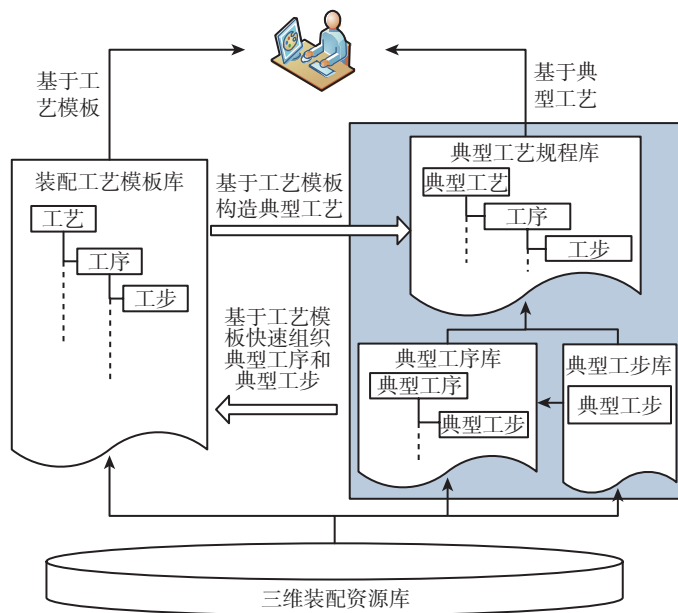 基于工
艺模板
基于典
型工艺
装配工艺模板库
工艺
工序
工步
基于工艺模板
构造典型工艺
典型工艺规程库
典型工艺
工序
工步
基于工艺模
板快速组织
典型工序和
典型工步
典型工序库
典型工序
典型工步
典型工步库
典型工步
三维装配资源库